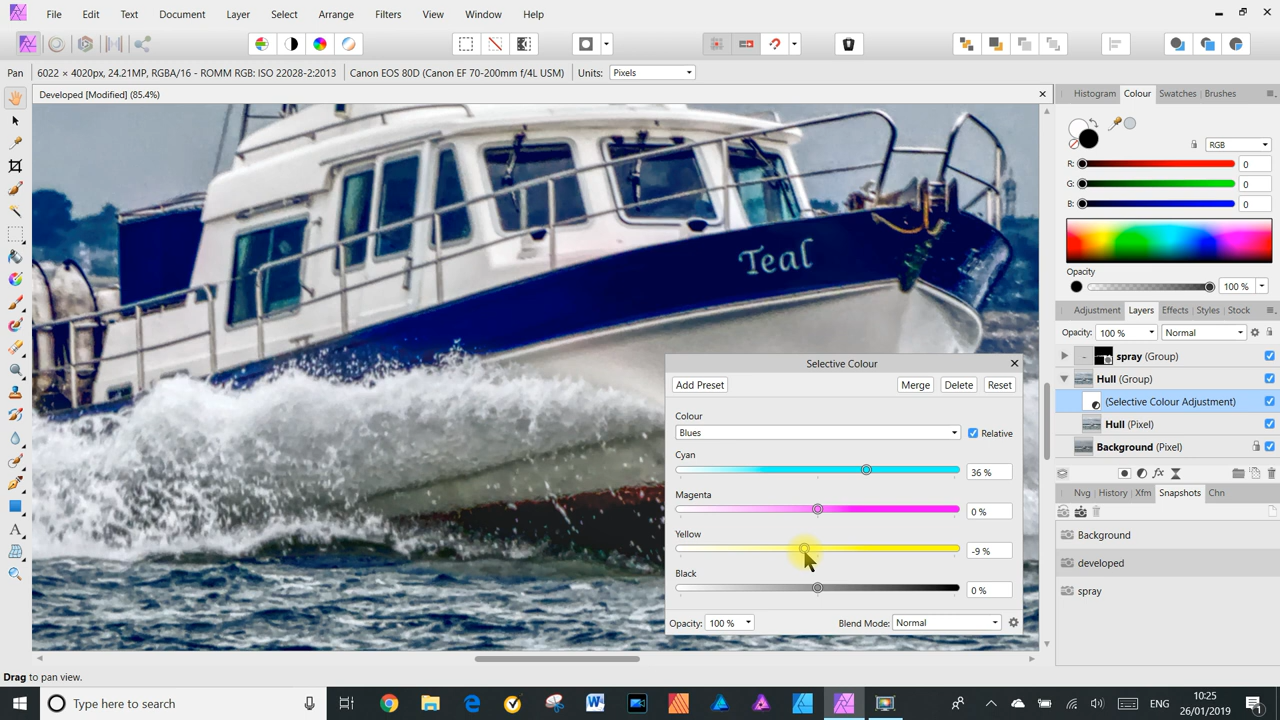 File Edit Text Document Layer Select Arrange Filters View Window Help
Pan 6022 × 4020px, 24.21MP, RGBA/16 - ROMM RGB: ISO 22028-2:2013 Canon EOS 80D (Canon EF 70-200mm f/4L USM) Units: Pixels
Developed [Modified] (85.4%)
Histogram Colour Swatches Brushes
RGB
R: 0
G: 0
B: 0
Opacity
100 %
Teal
Adjustment Layers Effects Styles Stock
Opacity: 100 % Normal
spray (Group)
Hull (Group)
(Selective Colour Adjustment)
Hull (Pixel)
Background (Pixel)
Nvg History Xfm Snapshots Chn
Background
developed
spray
Selective Colour
Add Preset Merge Delete Reset
Colour
Blues Relative
Cyan
36 %
Magenta
0 %
Yellow
-9 %
Black
0 %
Opacity: 100 % Blend Mode: Normal
Drag to pan view.
Type here to search
ENG
10:25
26/01/2019
1